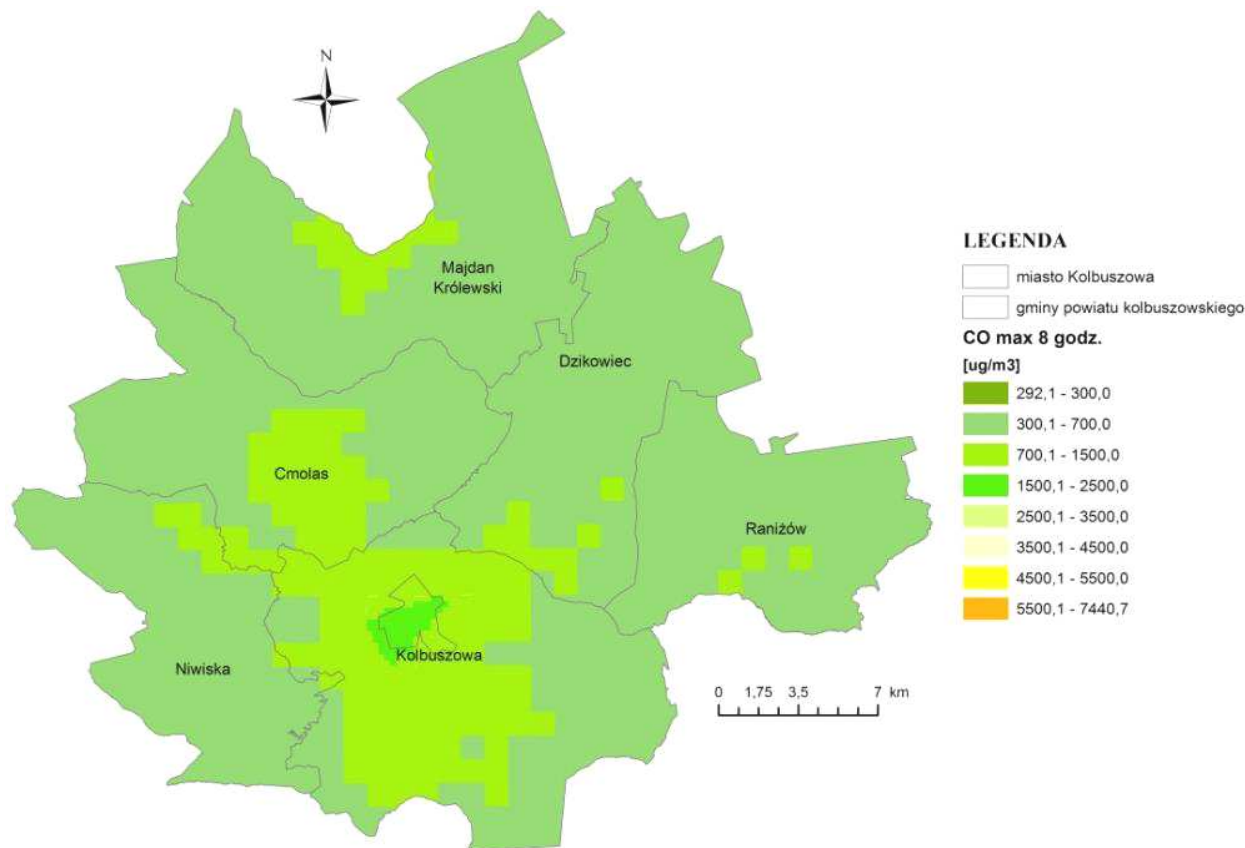 N
Majdan
Królewski
Dzikowiec
Cmolas
Raniżów
Niwiska
Kolbuszowa
LEGENDA
miasto Kolbuszowa
gminy powiatu kolbuszowskiego
CO max 8 godz.
[ug/m3]
292,1 - 300,0
300,1 - 700,0
700,1 - 1500,0
1500,1 - 2500,0
2500,1 - 3500,0
3500,1 - 4500,0
4500,1 - 5500,0
5500,1 - 7440,7
0 1,75 3,5 7 km